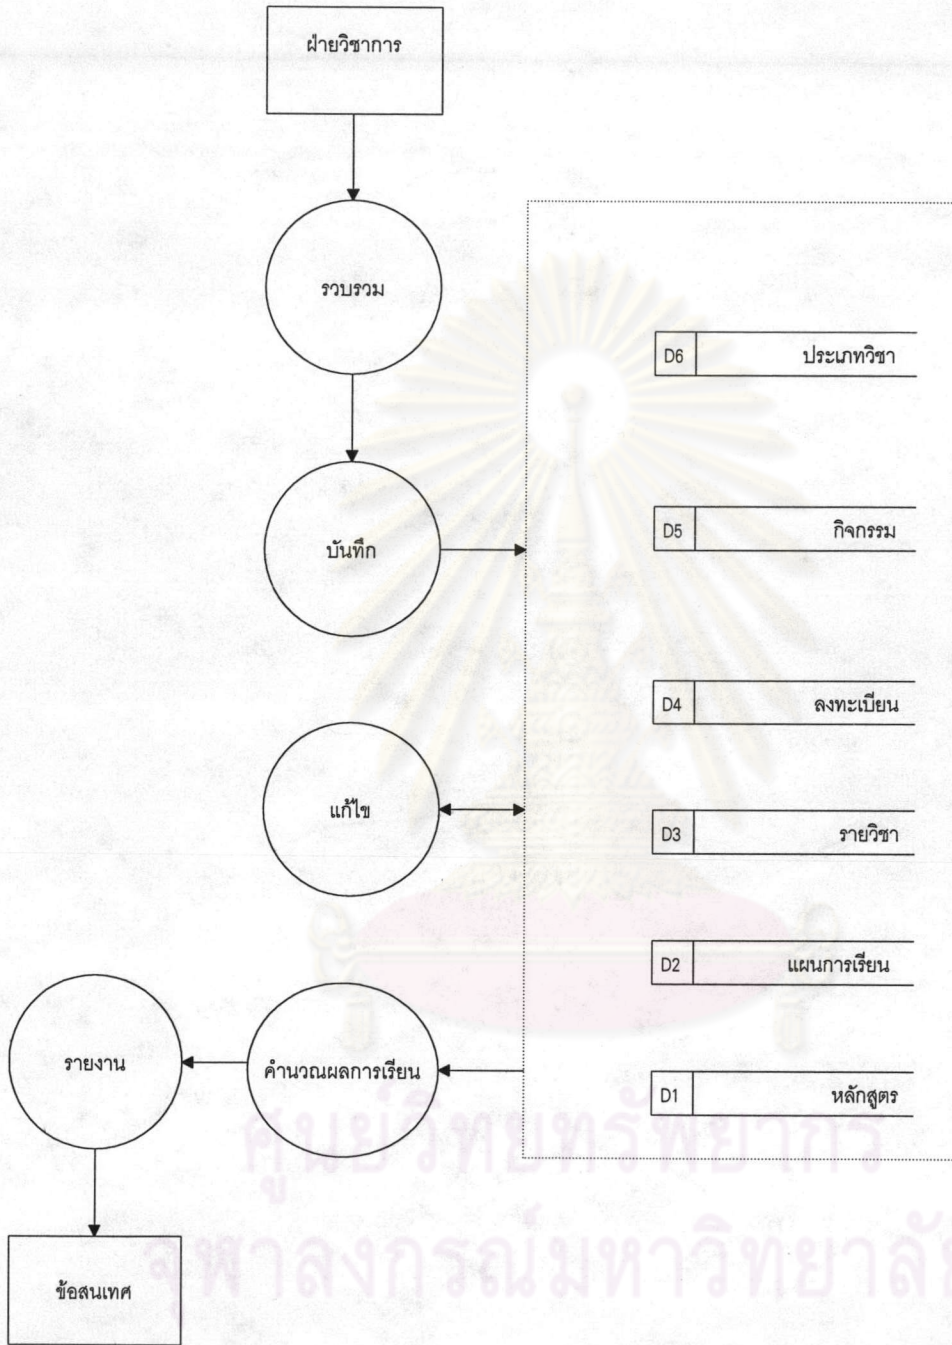 ฝ่ายวิชาการ
รวบรวม
D6 ประเภทวิชา
บันทึก
D5 กิจกรรม
D4 ลงทะเบียน
แก้ไข
D3 รายวิชา
D2 แผนการเรียน
รายงาน
คำนวณผลการเรียน
D1 หลักสูตร
ศูนย์วิทยทรัพยากร
จุฬาลงกรณ์มหาวิทยาลัย
ข้อสนเทศ